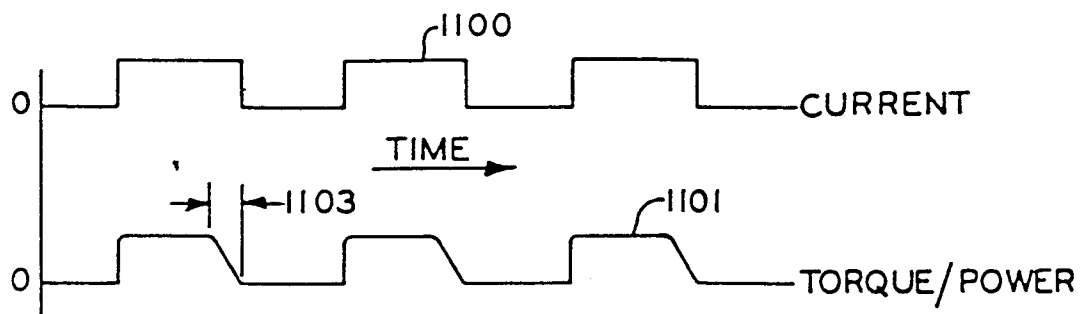 1100
0
CURRENT
TIME
1103
1101
0
TORQUE/POWER